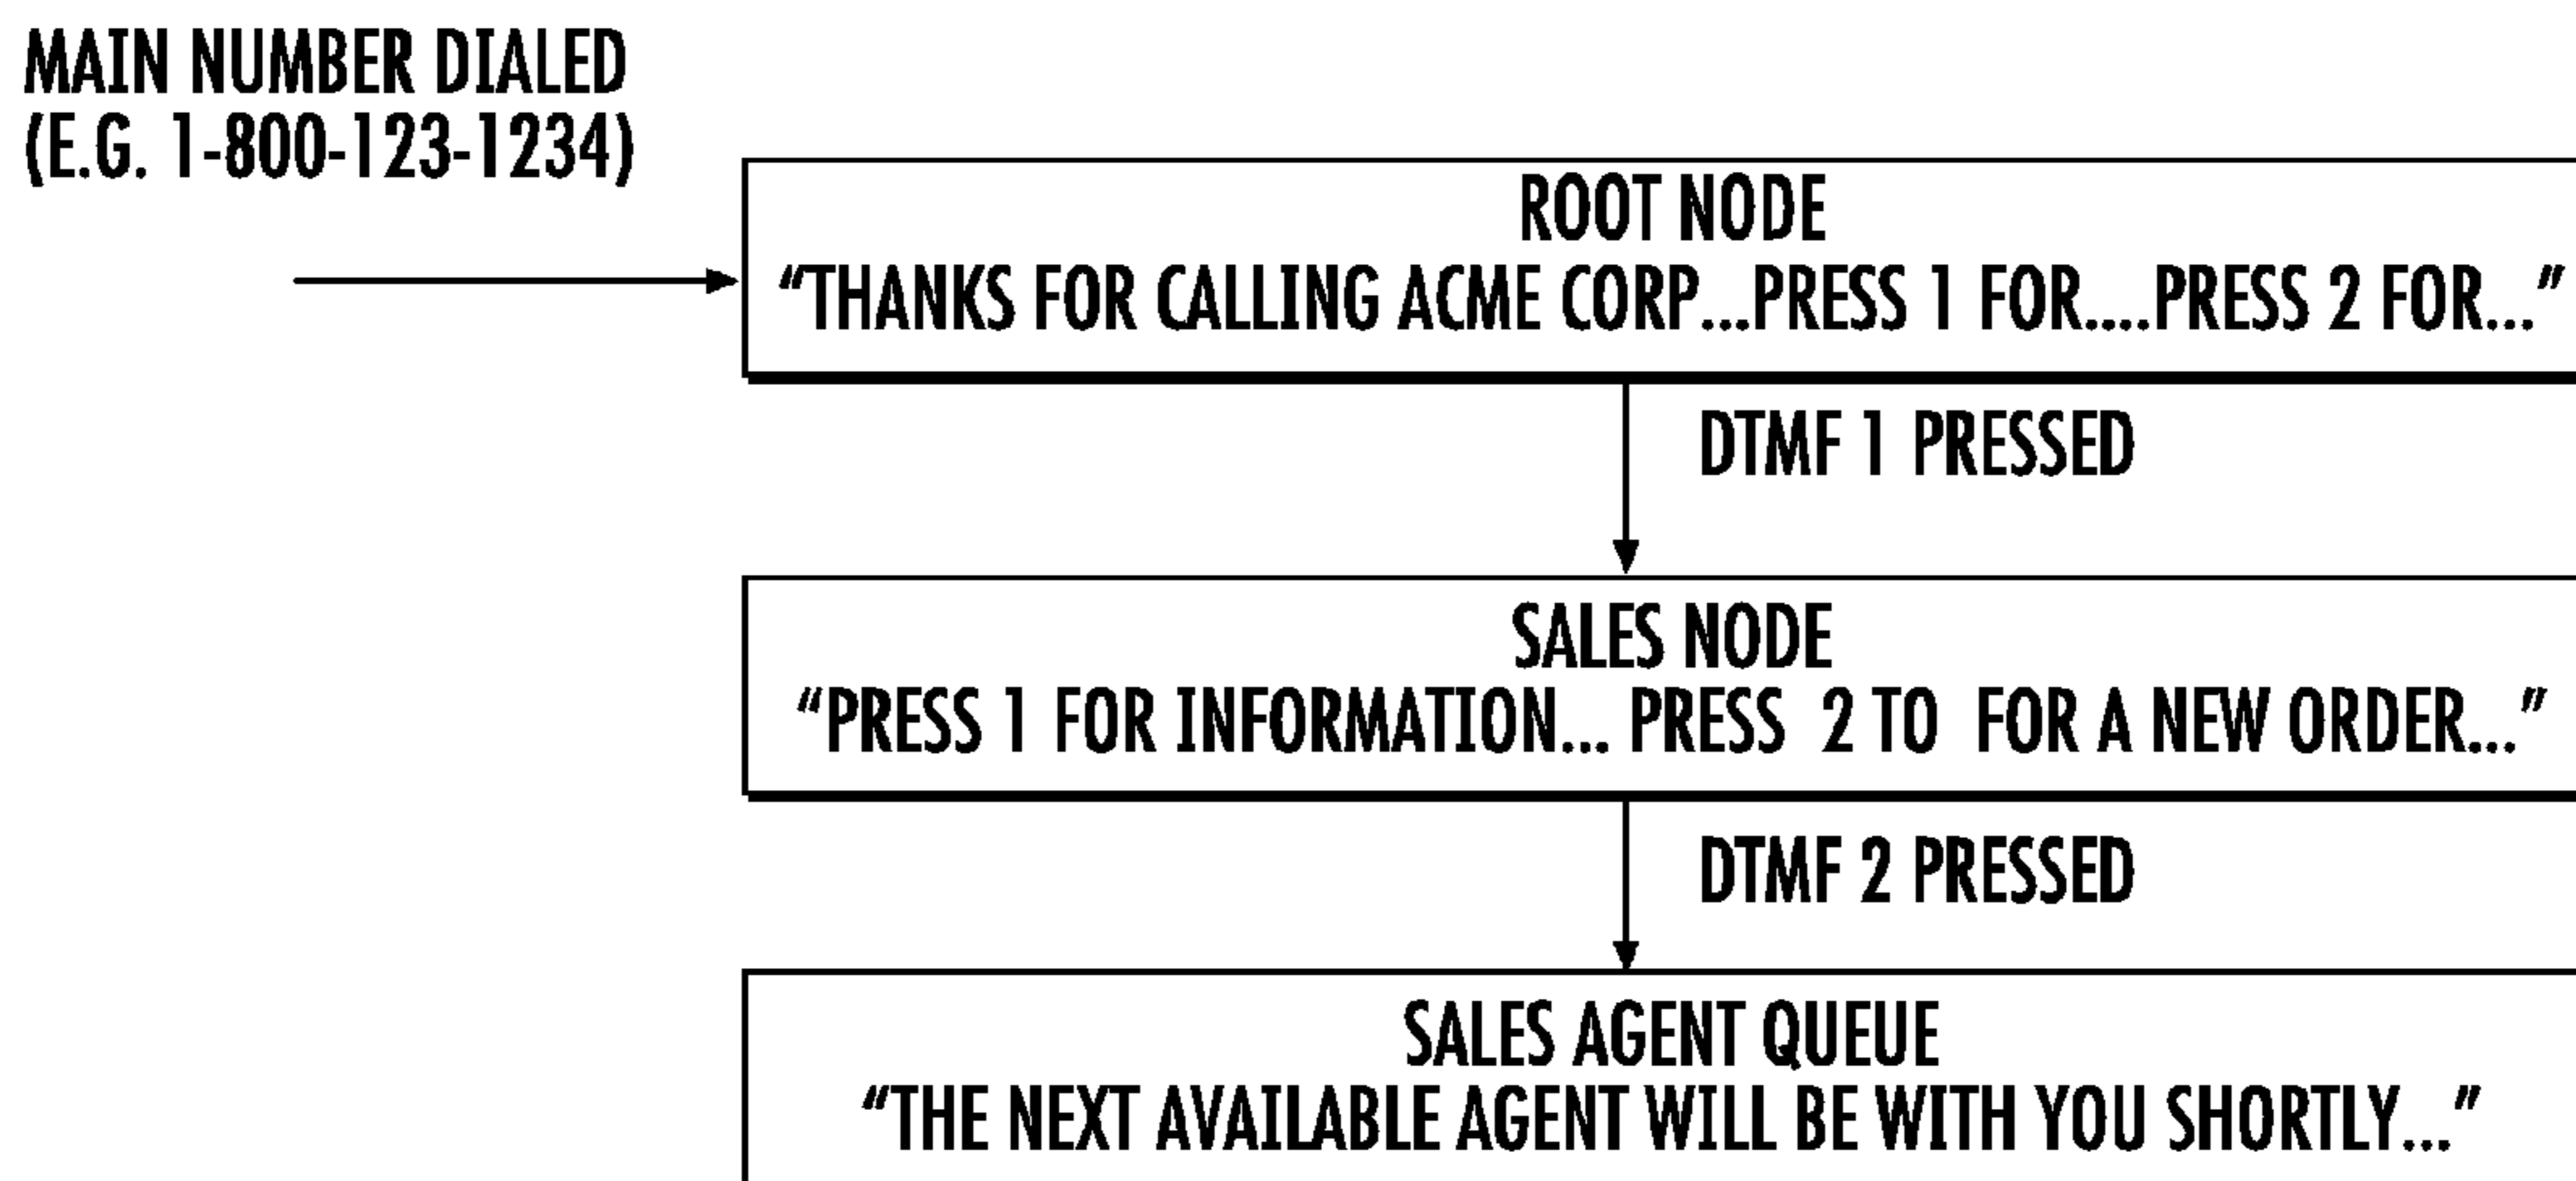 MAIN NUMBER DIALED
(E.G. 1-800-123-1234)
ROOT NODE
“THANKS FOR CALLING ACME CORP...PRESS 1 FOR....PRESS 2 FOR...”
DTMF 1 PRESSED
SALES NODE
“PRESS 1 FOR INFORMATION... PRESS 2 TO FOR A NEW ORDER...”
DTMF 2 PRESSED
SALES AGENT QUEUE
“THE NEXT AVAILABLE AGENT WILL BE WITH YOU SHORTLY...”